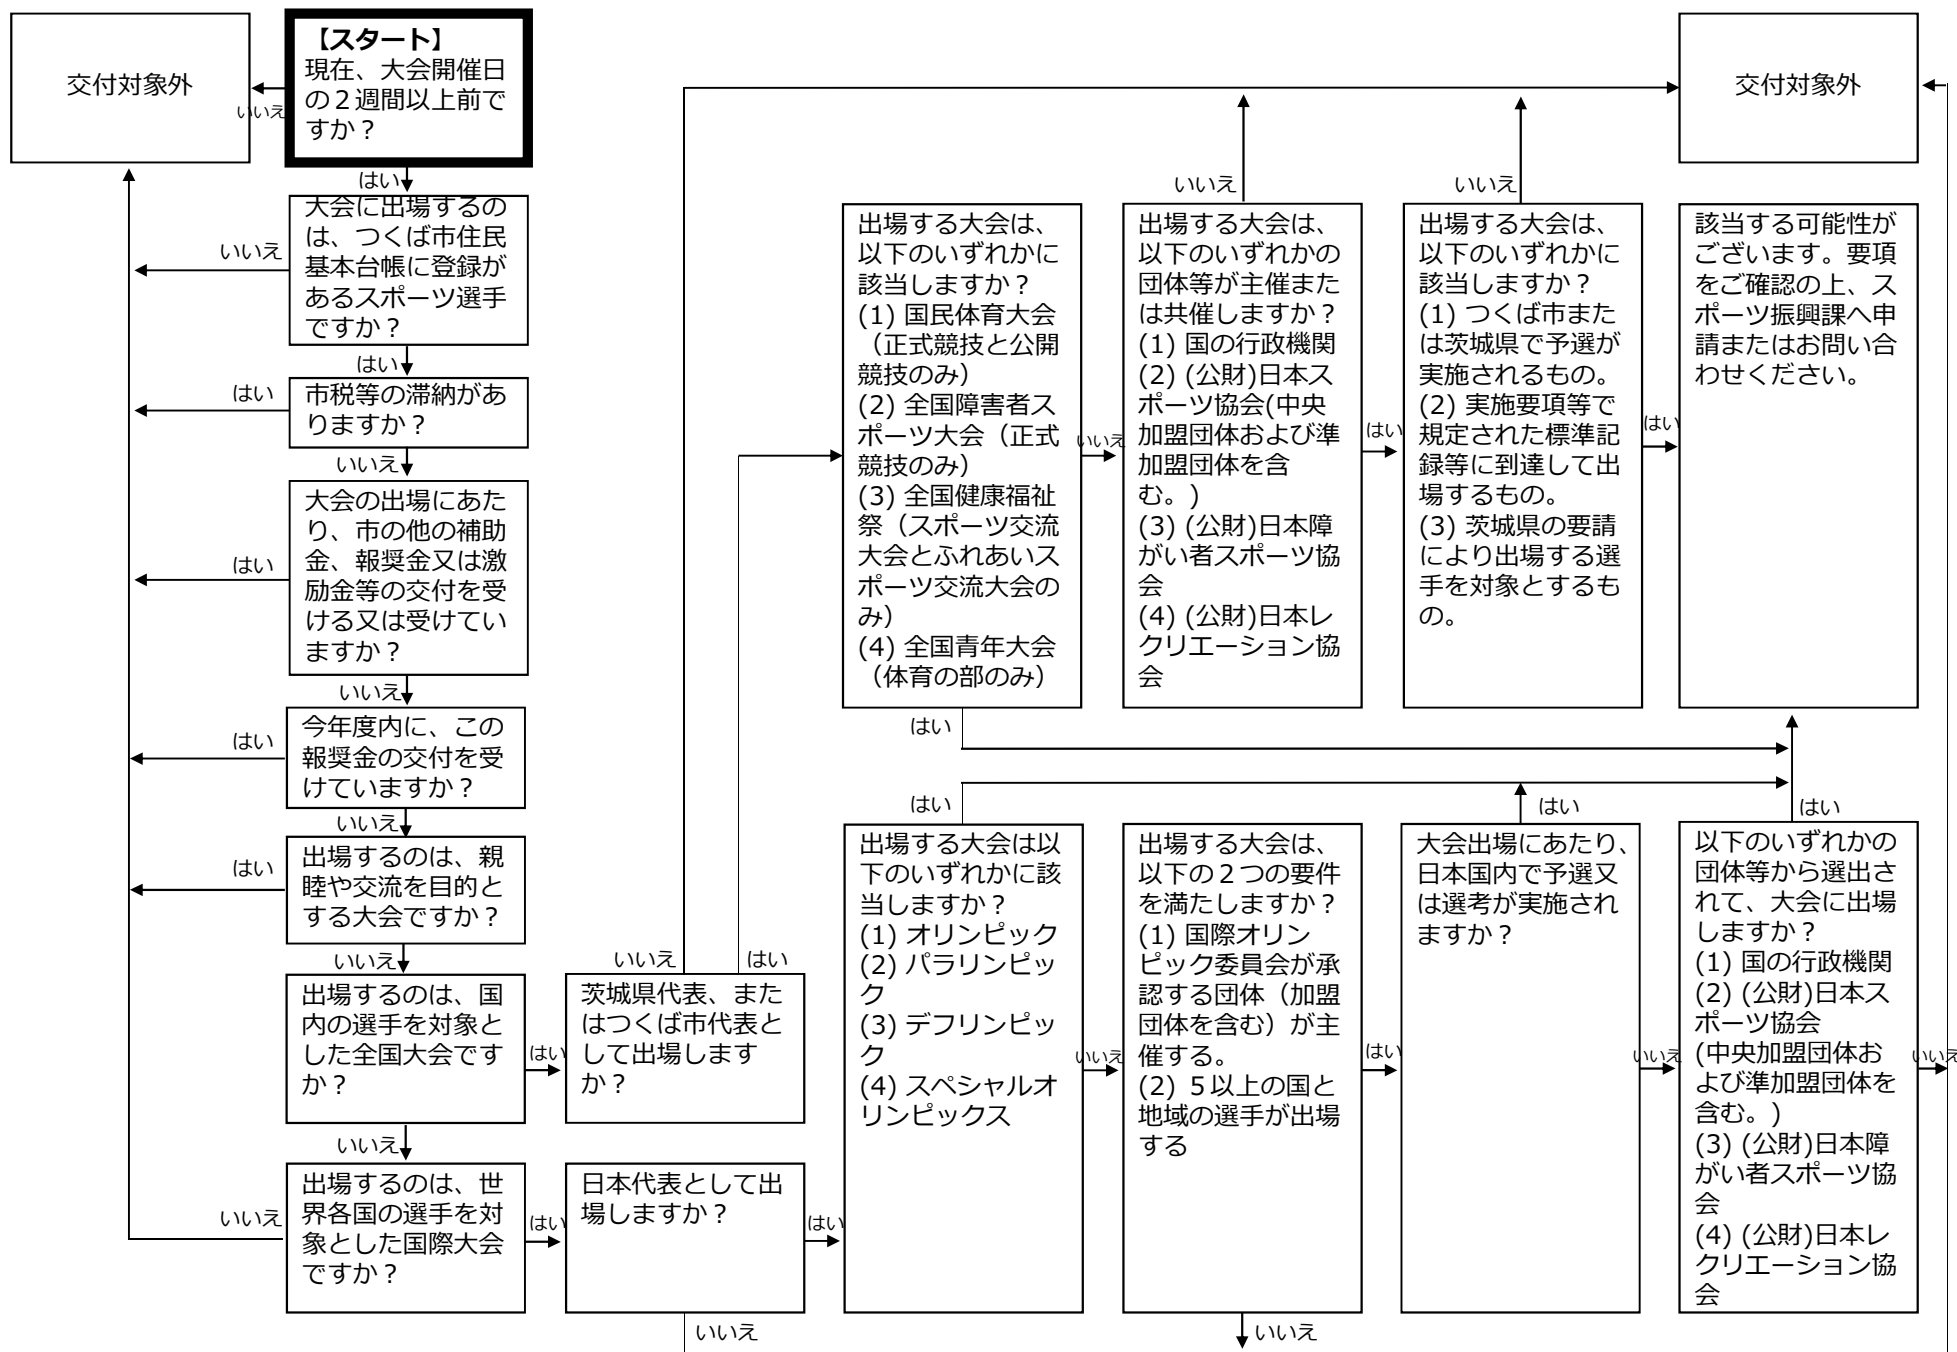 交付対象外
【スタート】
現在、大会開催日
の２週間以上前で
すか？
いいえ
はい
大会に出場するの
は、つくば市住民
基本台帳に登録が
あるスポーツ選手
ですか？
いいえ
はい
市税等の滞納があ
りますか？
はい
いいえ
大会の出場にあた
り、市の他の補助
金、報奨金又は激
励金等の交付を受
ける又は受けてい
ますか？
はい
いいえ
今年度内に、この
報奨金の交付を受
けていますか？
はい
いいえ
出場するのは、親
睦や交流を目的と
する大会ですか？
はい
いいえ
出場するのは、国
内の選手を対象と
した全国大会です
か？
はい
いいえ
出場するのは、世
界各国の選手を対
象とした国際大会
ですか？
いいえ
はい
いいえ
はい
茨城県代表、また
はつくば市代表と
して出場します
か？
日本代表として出
場しますか？
はい
いいえ
出場する大会は、
以下のいずれかに
該当しますか？
(1) 国民体育大会
（正式競技と公開
競技のみ）
(2) 全国障害者ス
ポーツ大会（正式
競技のみ）
(3) 全国健康福祉
祭（スポーツ交流
大会とふれあいス
ポーツ交流大会の
み）
(4) 全国青年大会
（体育の部のみ）
いいえ
はい
いいえ
出場する大会は、
以下のいずれかの
団体等が主催また
は共催しますか？
(1) 国の行政機関
(2) (公財)日本ス
ポーツ協会(中央
加盟団体および準
加盟団体を含
む。)
(3) (公財)日本障
がい者スポーツ協
会
(4) (公財)日本レ
クリエーション協
会
はい
いいえ
出場する大会は、
以下のいずれかに
該当しますか？
(1) つくば市また
は茨城県で予選が
実施されるもの。
(2) 実施要項等で
規定された標準記
録等に到達して出
場するもの。
(3) 茨城県の要請
により出場する選
手を対象とするも
の。
はい
交付対象外
該当する可能性が
ございます。要項
をご確認の上、ス
ポーツ振興課へ申
請またはお問い合
わせください。
はい
出場する大会は以
下のいずれかに該
当しますか？
(1) オリンピック
(2) パラリンピッ
ク
(3) デフリンピッ
ク
(4) スペシャルオ
リンピックス
いいえ
出場する大会は、
以下の２つの要件
を満たしますか？
(1) 国際オリン
ピック委員会が承
認する団体（加盟
団体を含む）が主
催する。
(2) ５以上の国と
地域の選手が出場
する
はい
いいえ
はい
大会出場にあたり、
日本国内で予選又
は選考が実施され
ますか？
いいえ
はい
以下のいずれかの
団体等から選出さ
れて、大会に出場
しますか？
(1) 国の行政機関
(2) (公財)日本ス
ポーツ協会
(中央加盟団体お
よび準加盟団体を
含む。)
(3) (公財)日本障
がい者スポーツ協
会
(4) (公財)日本レ
クリエーション協
会
いいえ